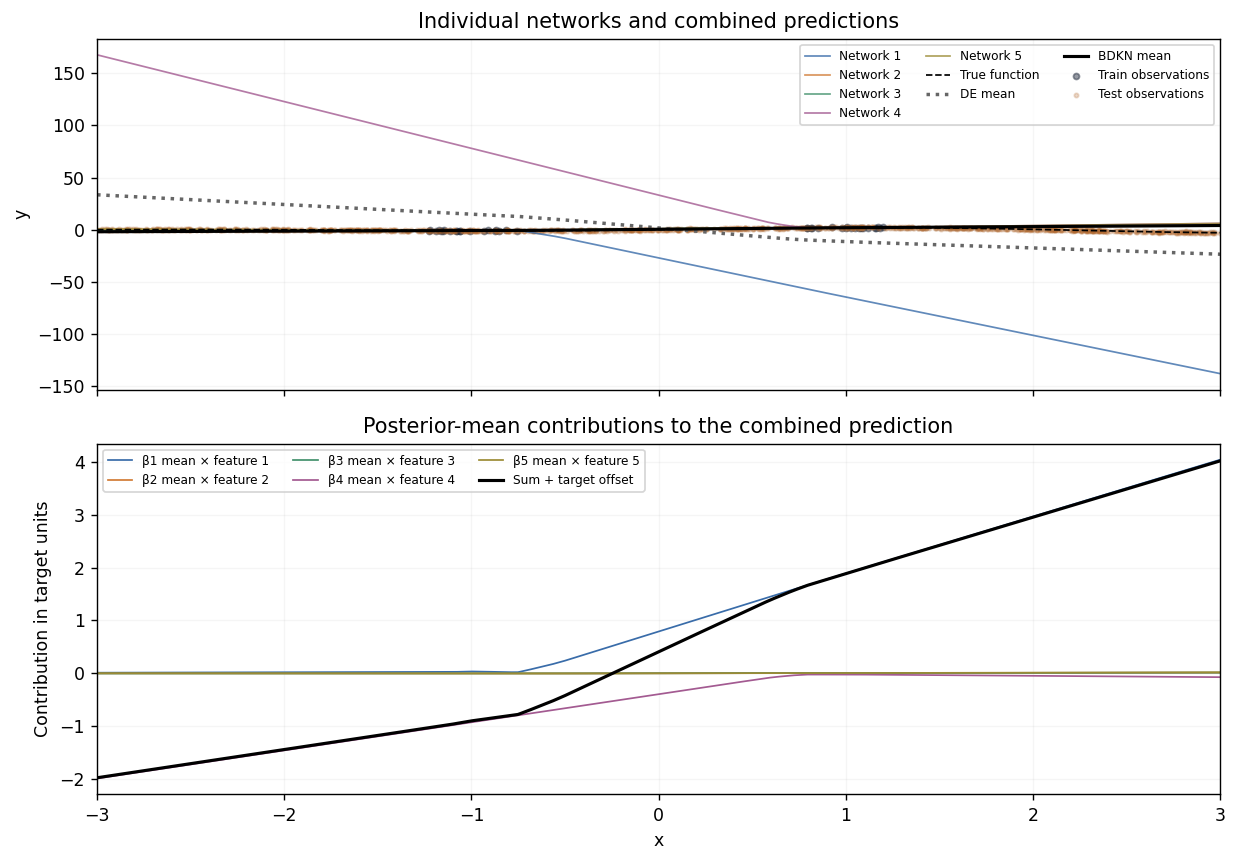 Individual networks and combined predictions
150
100
50
0
−50
−100
−150
y
Network 1
Network 2
Network 3
Network 4
Network 5
True function
DE mean
BDKN mean
Train observations
Test observations
Posterior-mean contributions to the combined prediction
4
3
2
1
0
−1
−2
Contribution in target units
β1 mean × feature 1
β2 mean × feature 2
β3 mean × feature 3
β4 mean × feature 4
β5 mean × feature 5
Sum + target offset
−3 −2 −1 0 1 2 3
x